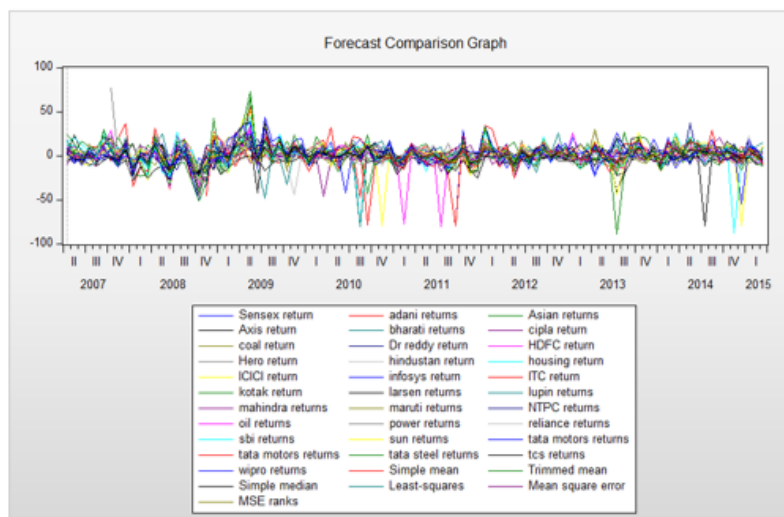 Forecast Comparison Graph
100
50
0
-50
-100
II III IV I II III IV I II III IV I II III IV I II III IV I II III IV I II III IV I II III IV I
2007 2008 2009 2010 2011 2012 2013 2014 2015
Sensex return adani returns Asian returns
Axis return bharati returns cipla return
coal return Dr reddy return HDFC return
Hero return hindustan return housing return
ICICI return infosys return ITC return
kotak return larsen return lupin returns
mahindra returns maruti returns NTPC returns
oil returns power returns reliance returns
sbi returns sun returns tata motors returns
tata motors returns tata steel returns tcs returns
wipro returns Simple mean Trimmed mean
Simple median Least-squares Mean square error
MSE ranks